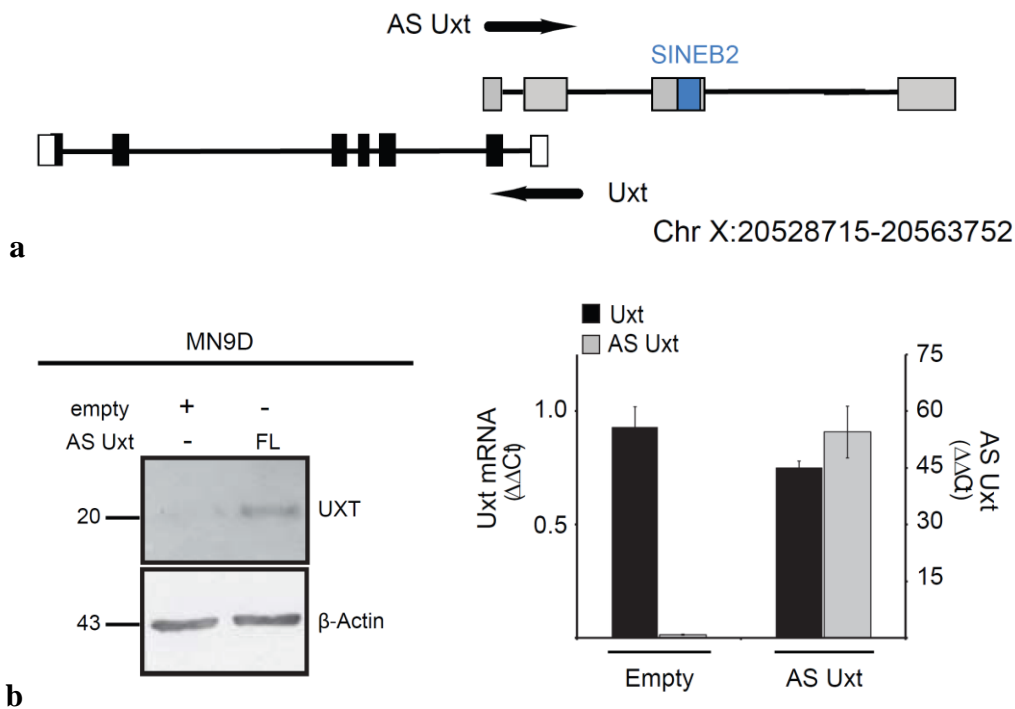 AS Uxt
SINEB2
Uxt
Chr X:20528715-20563752
a
MN9D
empty + -
AS Uxt - FL
20
UXT
43
β-Actin
Uxt
AS Uxt
Uxt mRNA
(ΔΔCt)
1.0
0.5
75
60
45
30
15
AS Uxt
(ΔΔCt)
Empty
AS Uxt
b